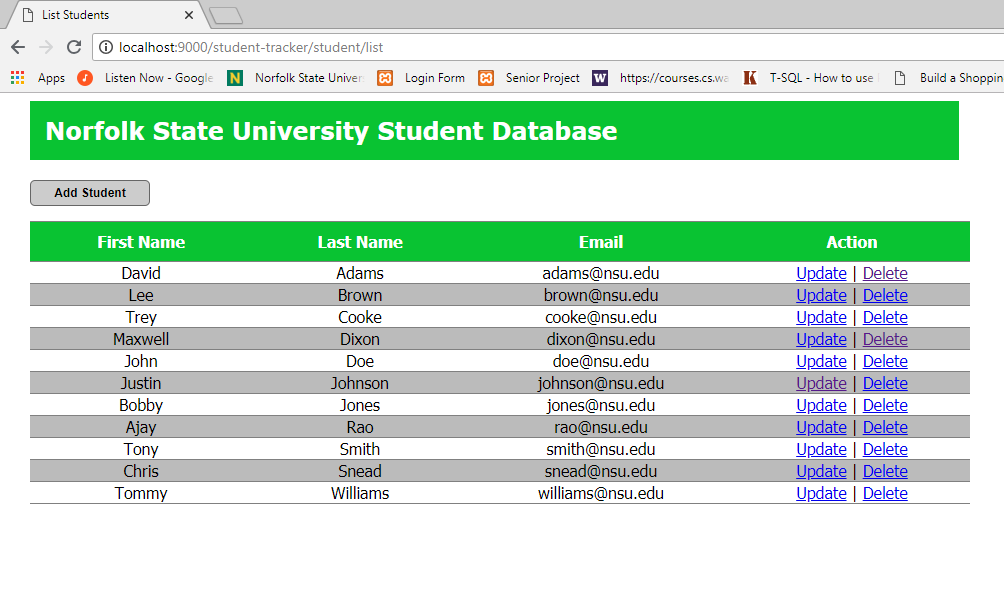 List Students
localhost:9000/student-tracker/student/list
Apps Listen Now - Google Norfolk State Univer Login Form Senior Project https://courses.cs.wa T-SQL - How to use Build a Shoppin
Norfolk State University Student Database
Add Student
First Name Last Name Email Action
David Adams adams@nsu.edu Update | Delete
Lee Brown brown@nsu.edu Update | Delete
Trey Cooke cooke@nsu.edu Update | Delete
Maxwell Dixon dixon@nsu.edu Update | Delete
John Doe doe@nsu.edu Update | Delete
Justin Johnson johnson@nsu.edu Update | Delete
Bobby Jones jones@nsu.edu Update | Delete
Ajay Rao rao@nsu.edu Update | Delete
Tony Smith smith@nsu.edu Update | Delete
Chris Snead snead@nsu.edu Update | Delete
Tommy Williams williams@nsu.edu Update | Delete